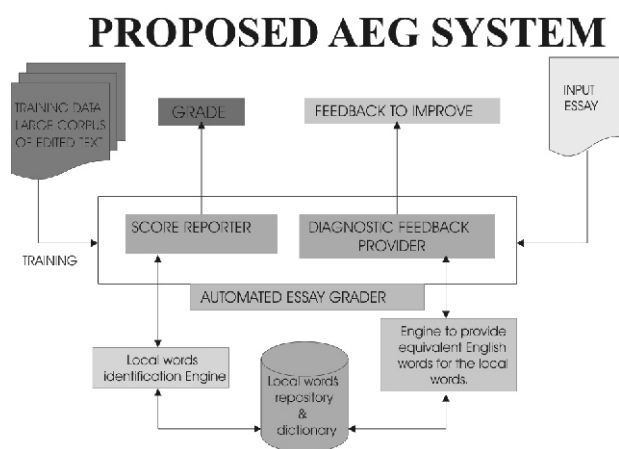 PROPOSED AEG SYSTEM
TRAINING DATA
LARGE CORPUS
OF EDITED TEXT
GRADE
FEEDBACK TO IMPROVE
INPUT
ESSAY
SCORE REPORTER
DIAGNOSTIC FEEDBACK
PROVIDER
TRAINING
AUTOMATED ESSAY GRADER
Local words
identification Engine
Engine to provide
equivalent English
words for the local
words.
Local words
repository
&
dictionary